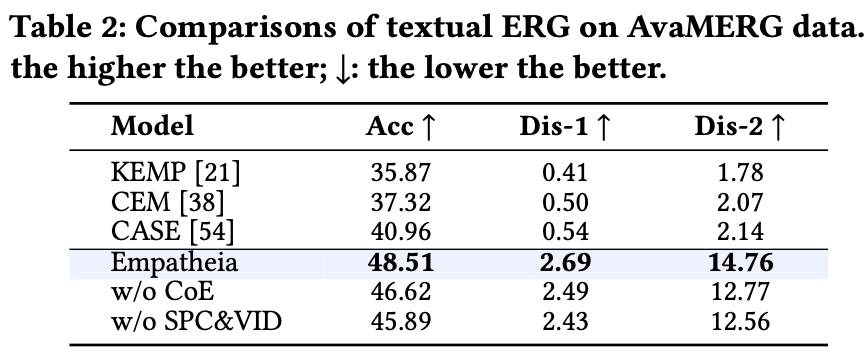 Table 2: Comparisons of textual ERG on AvaMERG data.
the higher the better; ↓: the lower the better.
Model Acc ↑ Dis-1 ↑ Dis-2 ↑
KEMP [21] 35.87 0.41 1.78
CEM [38] 37.32 0.50 2.07
CASE [54] 40.96 0.54 2.14
Empatheia 48.51 2.69 14.76
w/o CoE 46.62 2.49 12.77
w/o SPC&VID 45.89 2.43 12.56